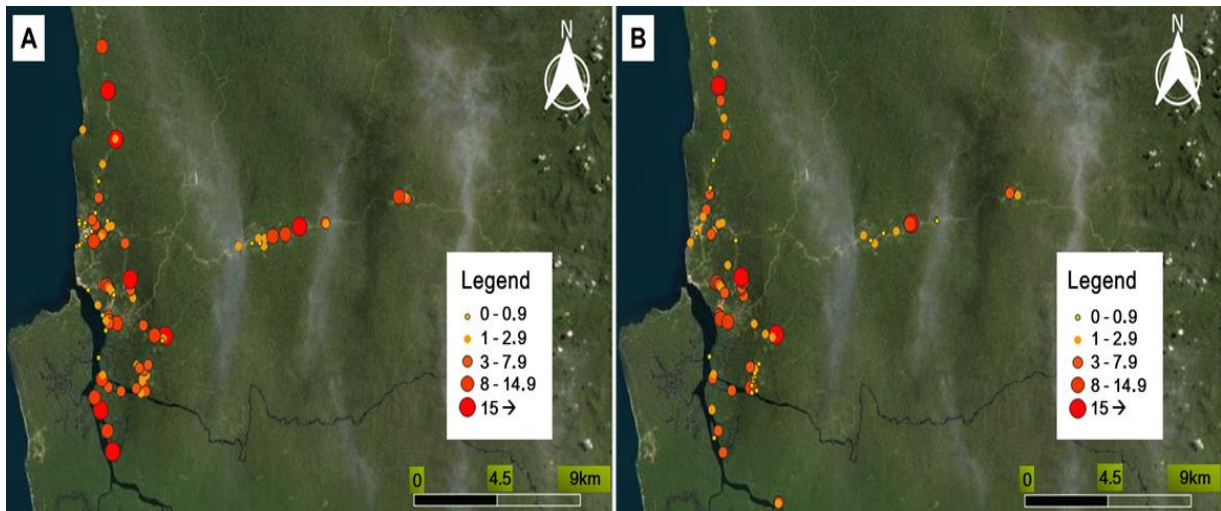 A
N
Legend
0 - 0.9
1 - 2.9
3 - 7.9
8 - 14.9
15 →
0 4.5 9km
B
N
Legend
0 - 0.9
1 - 2.9
3 - 7.9
8 - 14.9
15 →
0 4.5 9km